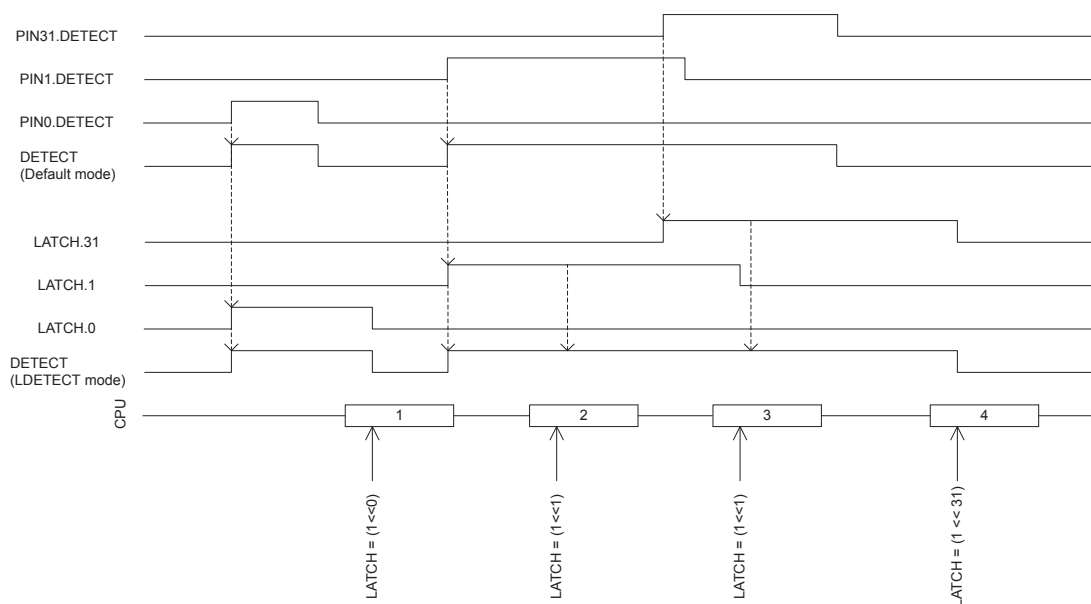 PIN31.DETECT
PIN1.DETECT
PIN0.DETECT
DETECT
(Default mode)
LATCH.31
LATCH.1
LATCH.0
DETECT
(LDETECT mode)
CPU
1
2
3
4
LATCH = (1 <<0)
LATCH = (1 <<1)
LATCH = (1 <<1)
LATCH = (1 << 31)